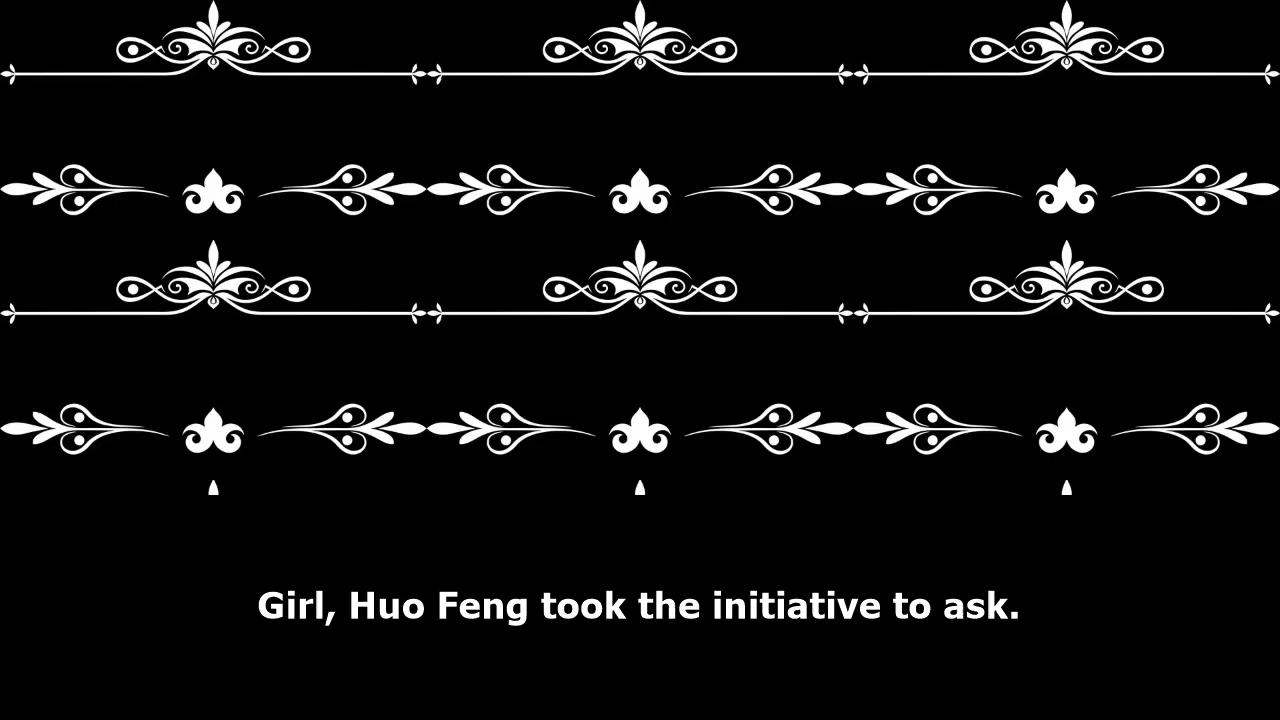 Girl, Huo Feng took the initiative to ask.